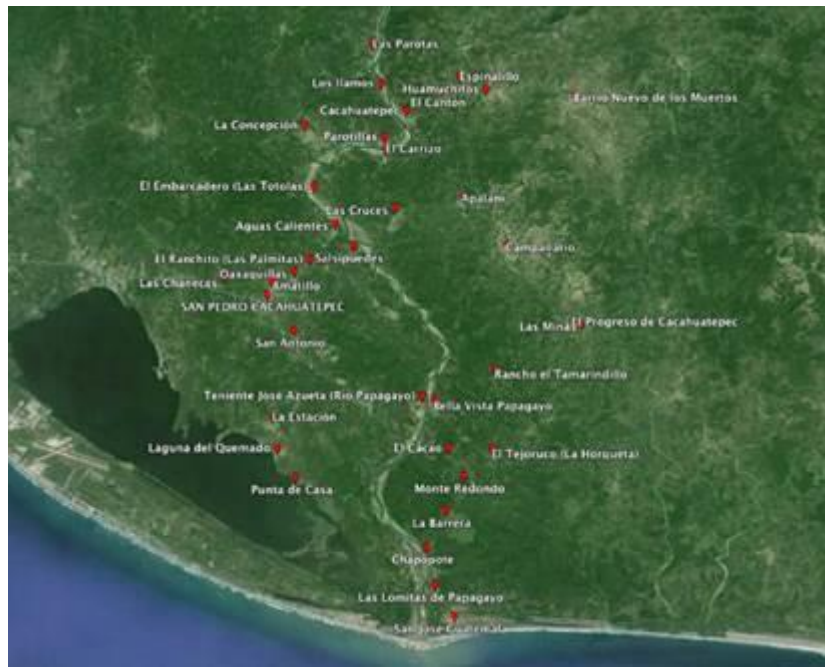 Las Parotas
Espinalillo
Los Ilamos
Huamuchitos
Barrio Nuevo de los Muertos
El Canton
Cacahuatepec
La Concepción
Parotillas
El Carrizo
El Embarcadero (Las Totolas)
Apalani
Las Cruces
Aguas Calientes
Campanario
El Ranchito (Las Palmitas)
Salsipuedes
Oaxaquillas
Las Chanecas
Amatillo
SAN PEDRO CACAHUATEPEC
Las Minas
El Progreso de Cacahuatepec
San Antonio
Rancho el Tamarindillo
Teniente José Azueta (Río Papagayo)
Bella Vista Papagayo
La Estación
Laguna del Quemado
El Cacao
El Tejoruco (La Horqueta)
Punta de Casa
Monte Redondo
La Barrera
Chapopote
Las Lomitas de Papagayo
San José Guatemala